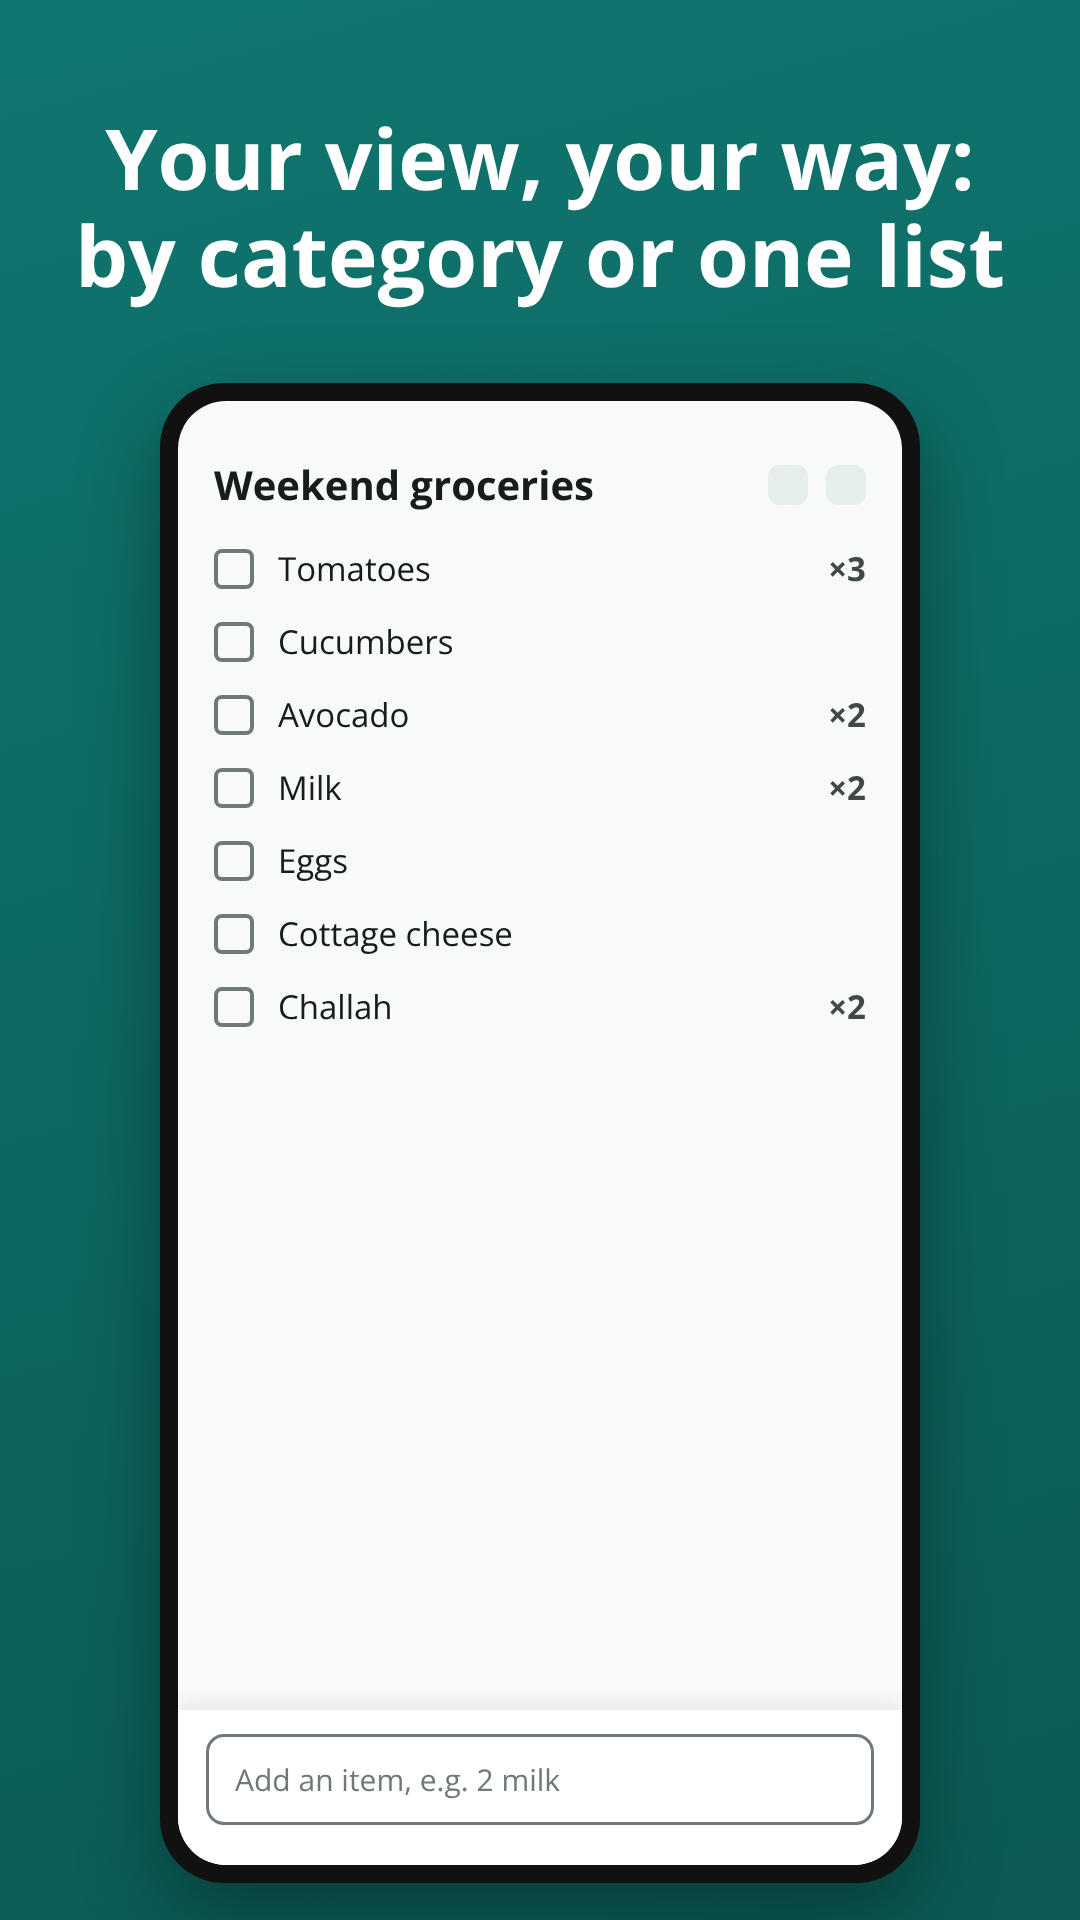 Your view, your way:
by category or one list
Weekend groceries
Tomatoes ×3
Cucumbers
Avocado ×2
Milk ×2
Eggs
Cottage cheese
Challah ×2
Add an item, e.g. 2 milk